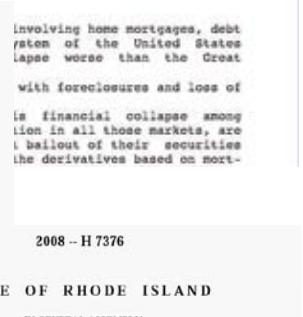 involving home mortgages, debt
ystem of the United States
lapse worse than the Great
with foreclosures and loss of
is financial collapse among
ion in all those markets, are
bailout of their securities
the derivatives based on mort-
2008 -- H 7376
E OF RHODE ISLAND